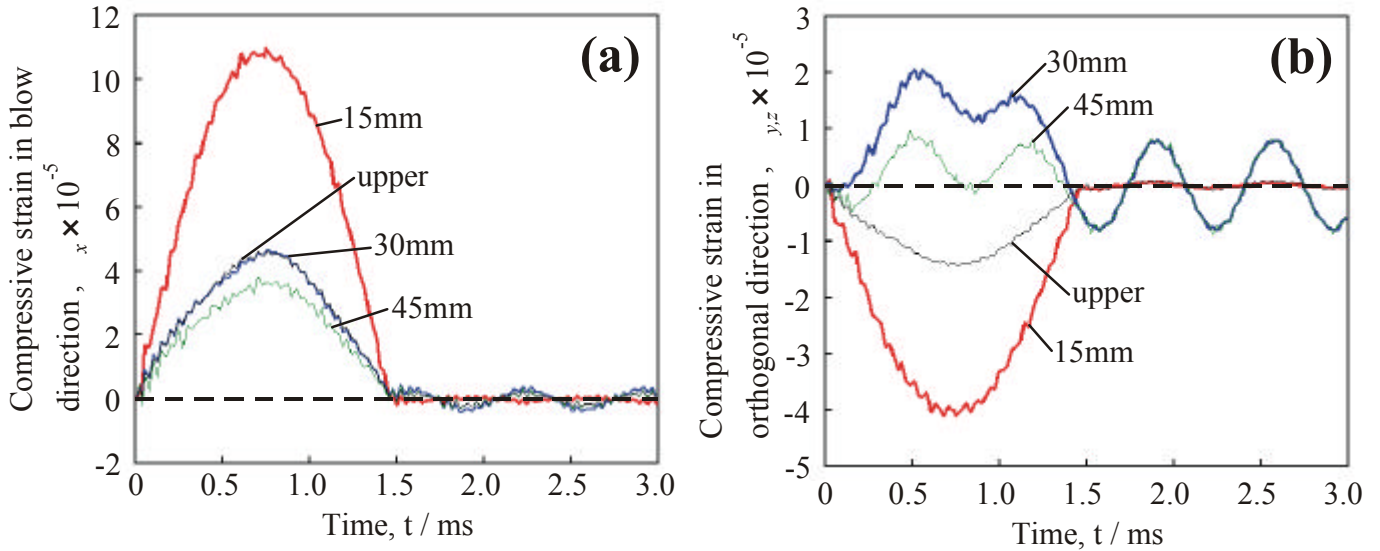 12
10
8
6
4
2
0
-2
Compressive strain in blow
direction , x × 10-5
(a)
15mm
upper
30mm
45mm
0
0.5
1.0
1.5
2.0
2.5
3.0
Time, t / ms
3
2
1
0
-1
-2
-3
-4
-5
Compressive strain in
orthogonal direction , y,z × 10-5
(b)
30mm
45mm
upper
15mm
0
0.5
1.0
1.5
2.0
2.5
3.0
Time, t / ms